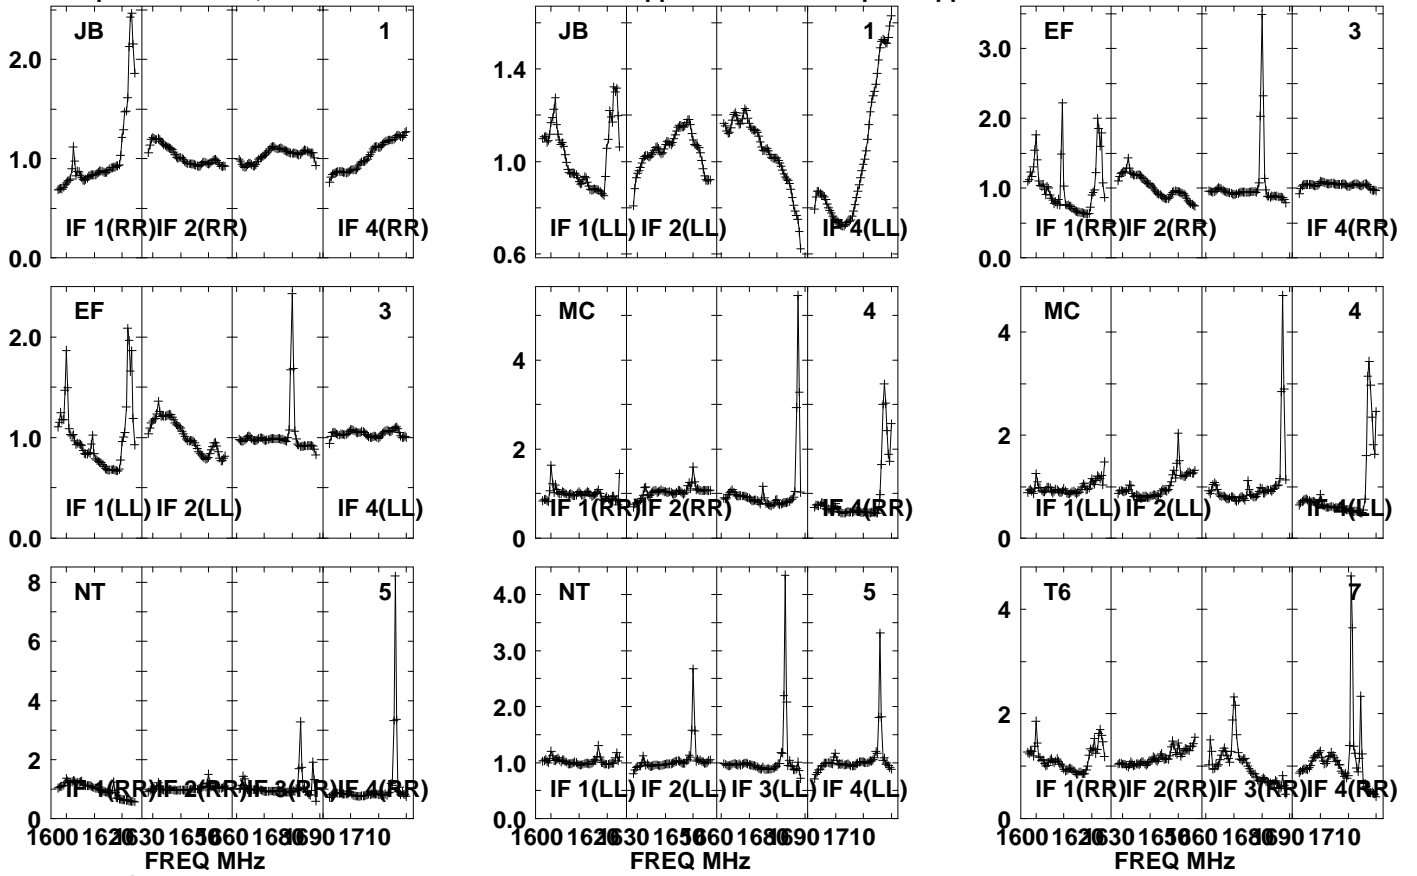 JB 1
2.0
1.0
0.0
IF 1(RR) IF 2(RR) IF 4(RR)
JB 1
1.4
1.0
0.6
IF 1(LL) IF 2(LL) IF 4(LL)
EF 3
3.0
2.0
1.0
0.0
IF 1(RR) IF 2(RR) IF 4(RR)
EF 3
2.0
1.0
0.0
IF 1(LL) IF 2(LL) IF 4(LL)
MC 4
4
2
0
IF 1(RR) IF 2(RR) IF 4(RR)
MC 4
4
2
0
IF 1(LL) IF 2(LL) IF 4(LL)
NT 5
8
6
4
2
0
IF 1(RR) IF 2(RR) IF 3(RR) IF 4(RR)
1600 1620 1630 1650 1660 1680 1690 1710
FREQ MHz
NT 5
4.0
3.0
2.0
1.0
0.0
IF 1(LL) IF 2(LL) IF 3(LL) IF 4(LL)
1600 1620 1630 1650 1660 1680 1690 1710
FREQ MHz
T6 7
4
2
0
IF 1(RR) IF 2(RR) IF 3(RR) IF 4(RR)
1600 1620 1630 1650 1660 1680 1690 1710
FREQ MHz